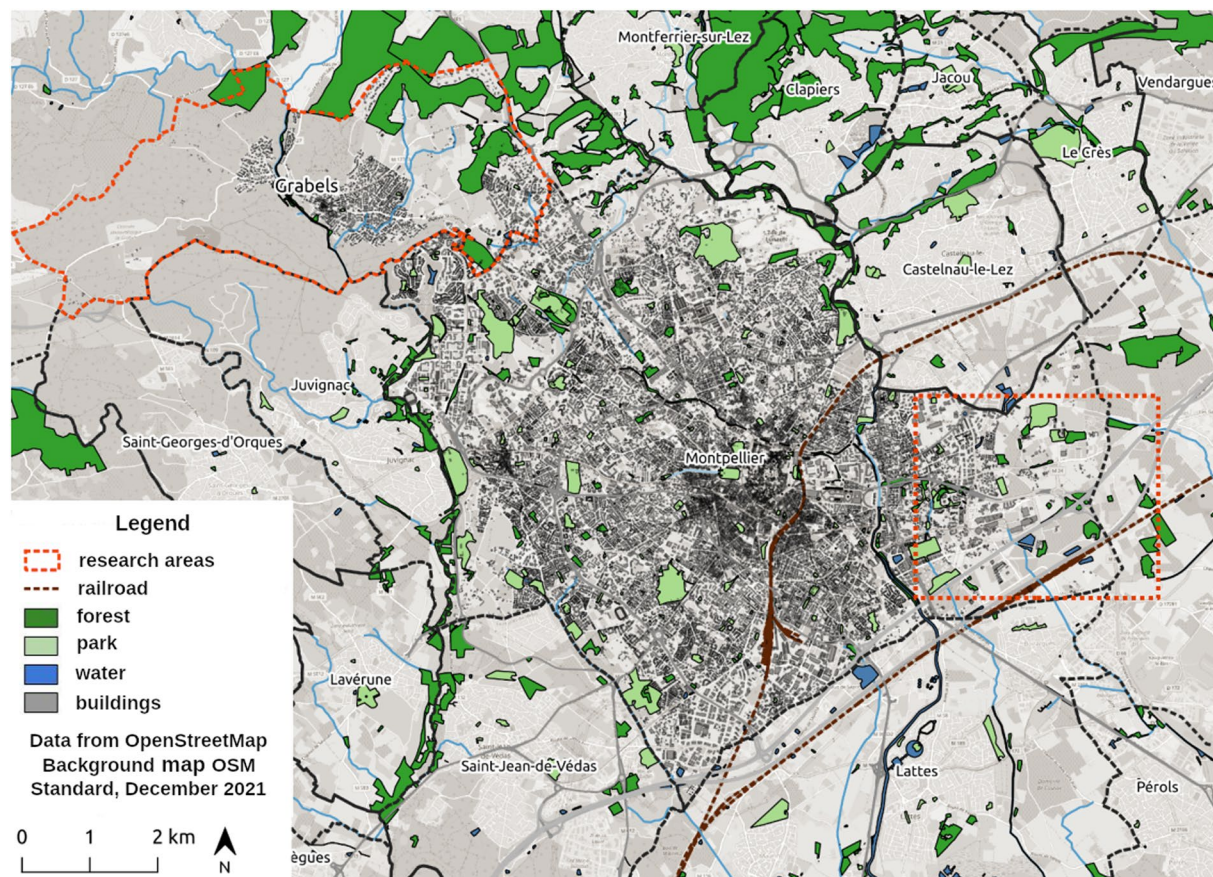 Montferrier-sur-Lez
Jacou
Vendargues
Clapiers
Le Crès
Grabels
Castelnau-le-Lez
Juvignac
Saint-Georges-d'Orques
Montpellier
Juvignac
Legend
research areas
railroad
forest
park
water
buildings
Data from OpenStreetMap
Background map OSM
Standard, December 2021
0 1 2 km
N
Lavérune
Saint-Jean-de-Védas
Lattes
Pérols
ègues